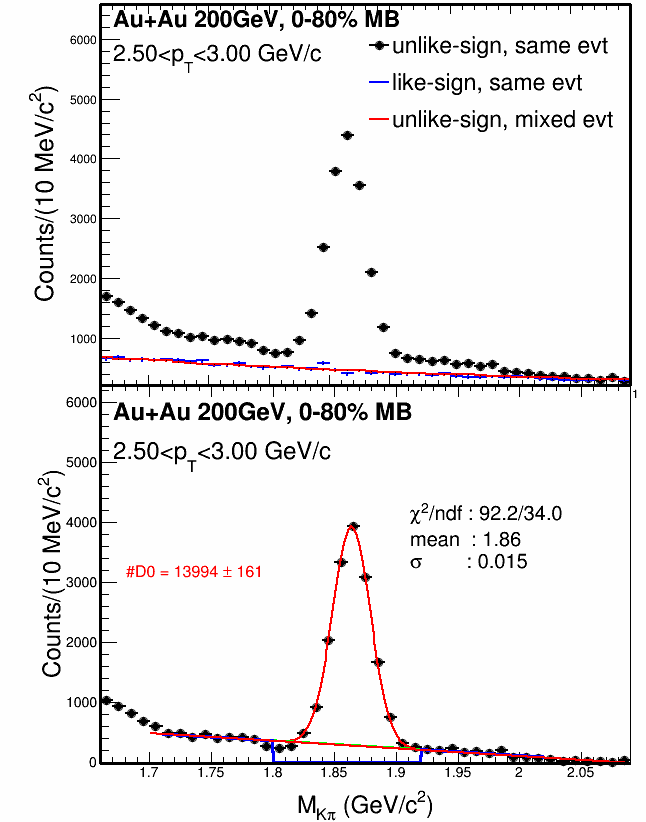 Au+Au 200GeV, 0-80% MB
2.50<pT<3.00 GeV/c
unlike-sign, same evt
like-sign, same evt
unlike-sign, mixed evt
Counts/(10 MeV/c²)
6000
5000
4000
3000
2000
1000
1
Au+Au 200GeV, 0-80% MB
2.50<pT<3.00 GeV/c
χ²/ndf : 92.2/34.0
mean : 1.86
σ : 0.015
#D0 = 13994 ± 161
Counts/(10 MeV/c²)
6000
5000
4000
3000
2000
1000
0
1.7 1.75 1.8 1.85 1.9 1.95 2 2.05
MKπ (GeV/c²)